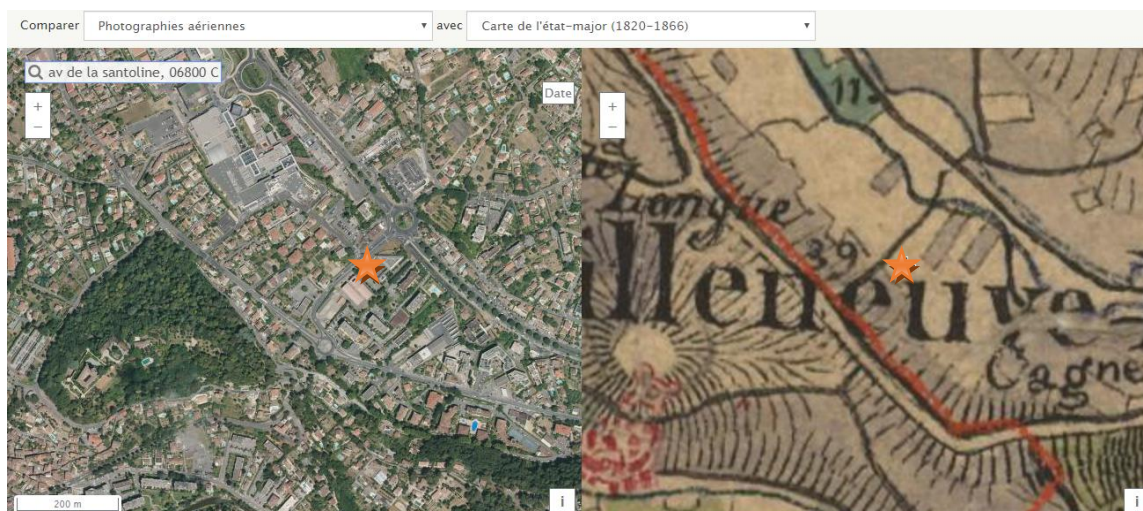 Comparer Photographies aériennes avec Carte de l'état-major (1820-1866)
av de la santoline, 06800 C
Date
+
−
+
−
11
Longue
39
lleneuve
Cagne
200 m
i
i